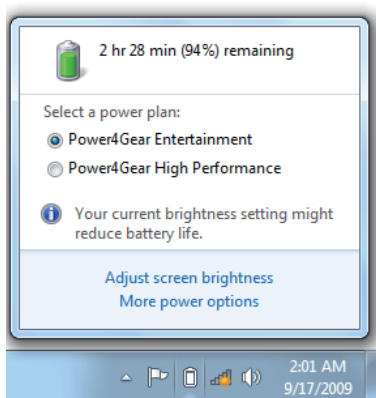 2 hr 28 min (94%) remaining
Select a power plan:
Power4Gear Entertainment
Power4Gear High Performance
Your current brightness setting might
reduce battery life.
Adjust screen brightness
More power options
2:01 AM
9/17/2009